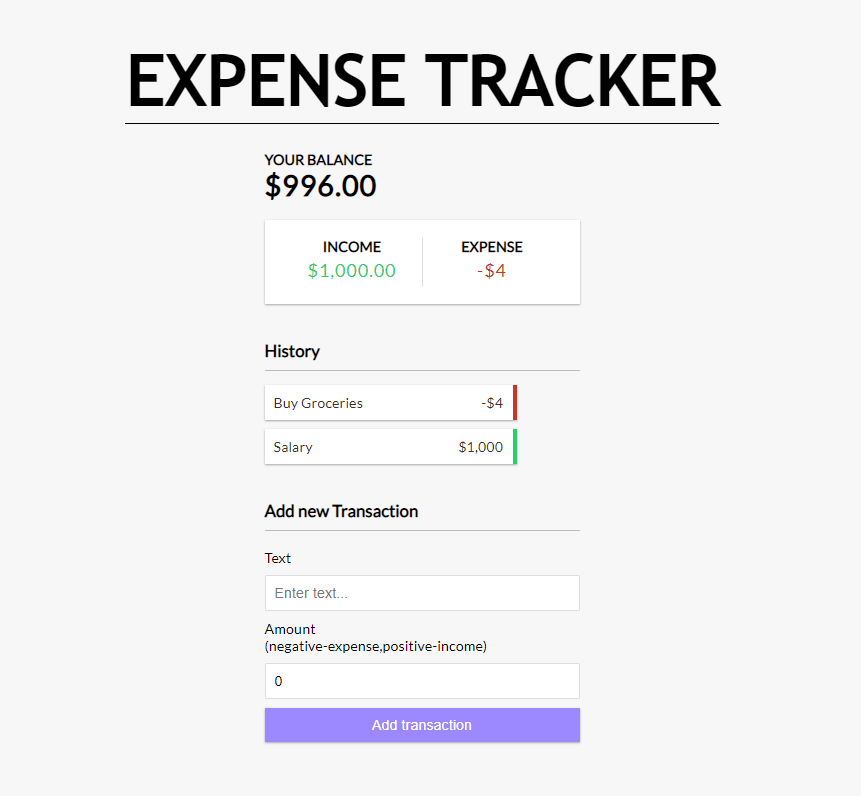 EXPENSE TRACKER
YOUR BALANCE
$996.00
INCOME EXPENSE
$1,000.00 -$4
History
Buy Groceries -$4
Salary $1,000
Add new Transaction
Text
Enter text...
Amount
(negative-expense,positive-income)
0
Add transaction